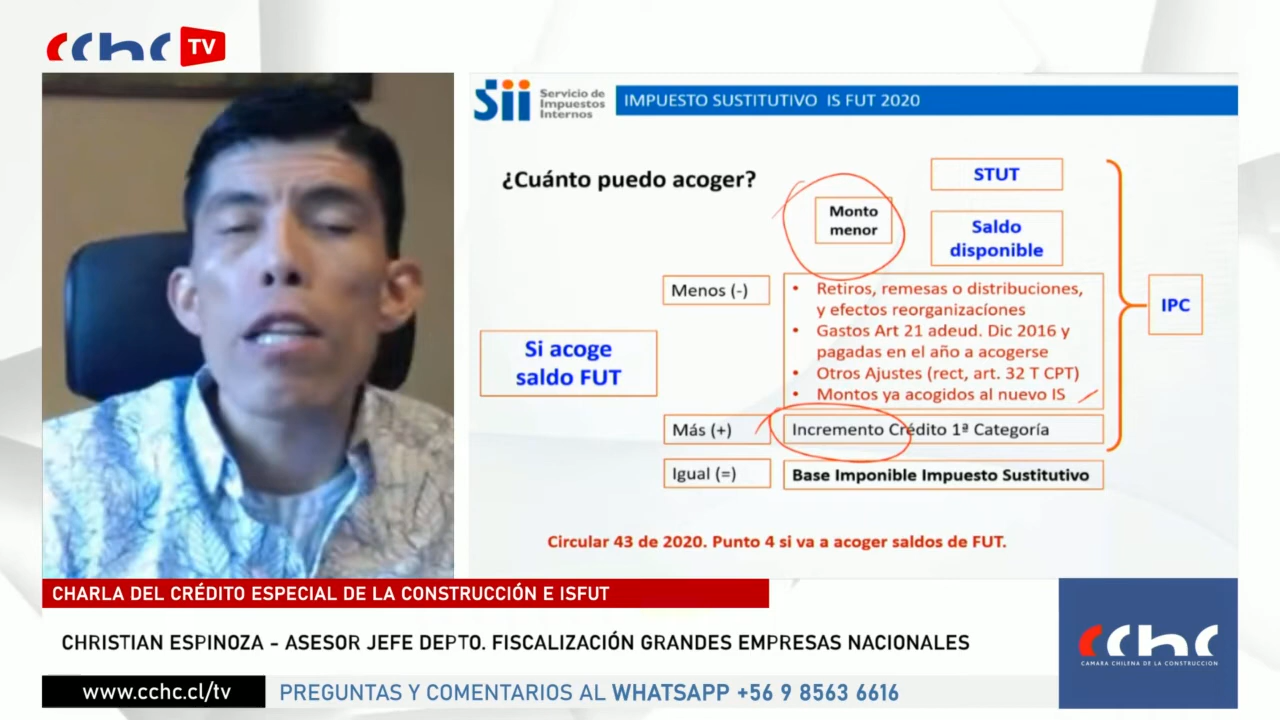 cchc TV
Sii Servicio de
Impuestos
Internos
IMPUESTO SUSTITUTIVO IS FUT 2020
¿Cuánto puedo acoger?
Monto
menor
STUT
Saldo
disponible
Menos (-)
• Retiros, remesas o distribuciones,
y efectos reorganizacíones
• Gastos Art 21 adeud. Dic 2016 y
pagadas en el año a acogerse
• Otros Ajustes (rect, art. 32 T CPT)
• Montos ya acogidos al nuevo IS
IPC
Si acoge
saldo FUT
Más (+)
Incremento Crédito 1ª Categoría
Igual (=)
Base Imponible Impuesto Sustitutivo
Circular 43 de 2020. Punto 4 si va a acoger saldos de FUT.
CHARLA DEL CRÉDITO ESPECIAL DE LA CONSTRUCCIÓN E ISFUT
CHRISTIAN ESPINOZA - ASESOR JEFE DEPTO. FISCALIZACIÓN GRANDES EMPRESAS NACIONALES
cchc
CAMARA CHILENA DE LA CONSTRUCCION
www.cchc.cl/tv
PREGUNTAS Y COMENTARIOS AL WHATSAPP +56 9 8563 6616